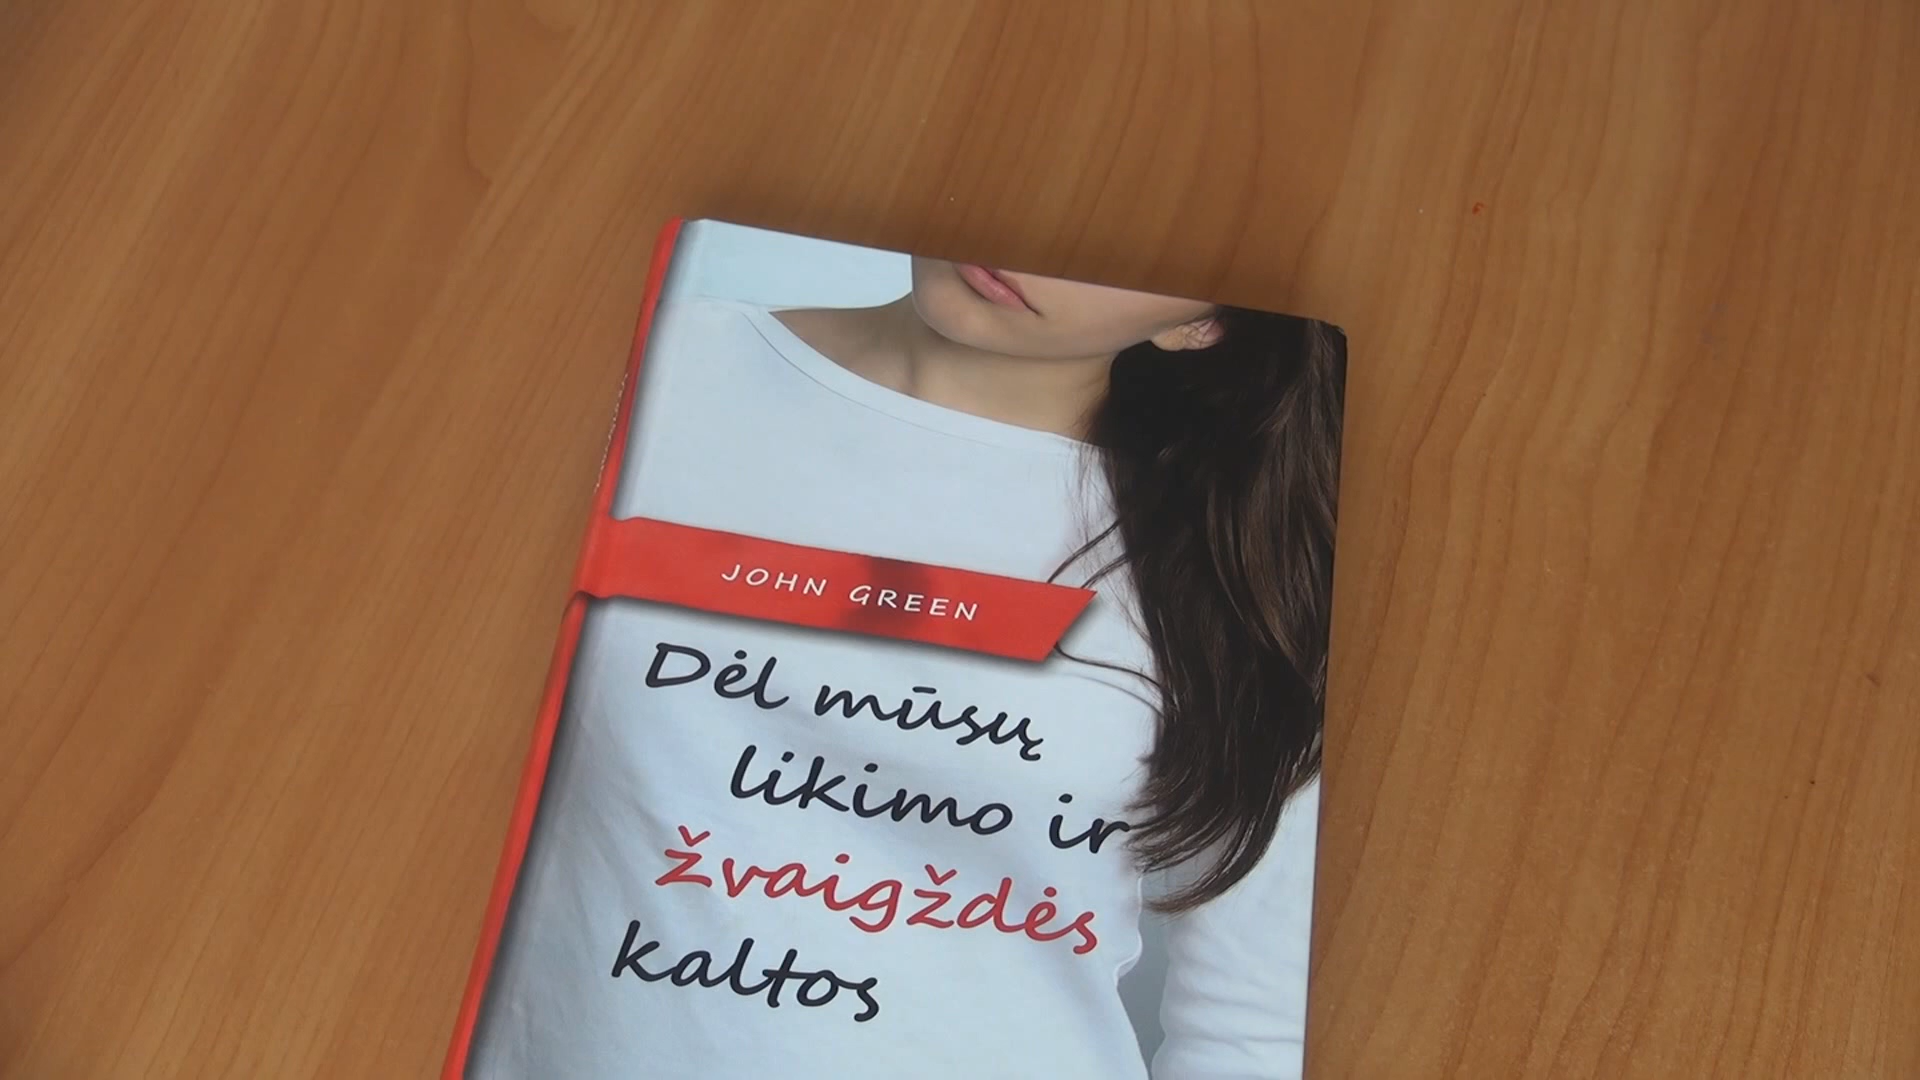 JOHN GREEN
Dėl mūsų
likimo ir
žvaigždės
kaltos